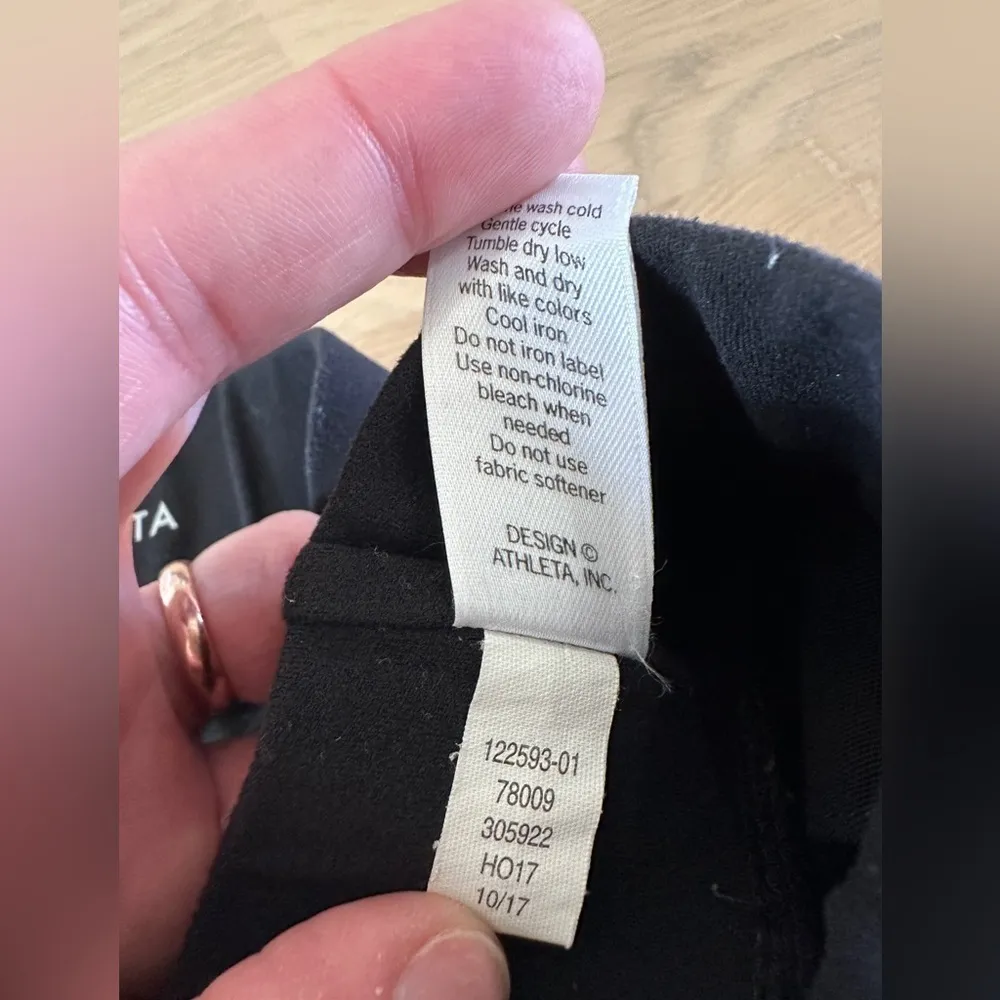 wash cold
Gentle cycle
Tumble dry low
Wash and dry
with like colors
Cool iron
Do not iron label
Use non-chlorine
bleach when
needed
Do not use
fabric softener
DESIGN ©
ATHLETA, INC.
TA
122593-01
78009
305922
HO17
10/17